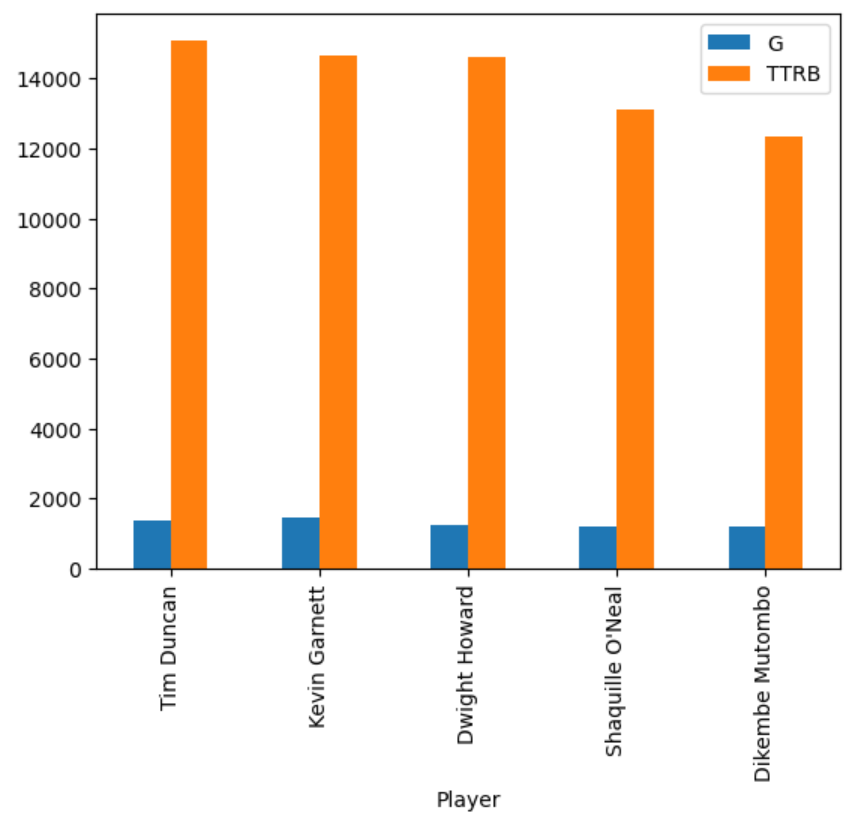 G
TTRB
14000
12000
10000
8000
6000
4000
2000
0
Tim Duncan
Kevin Garnett
Dwight Howard
Shaquille O'Neal
Dikembe Mutombo
Player